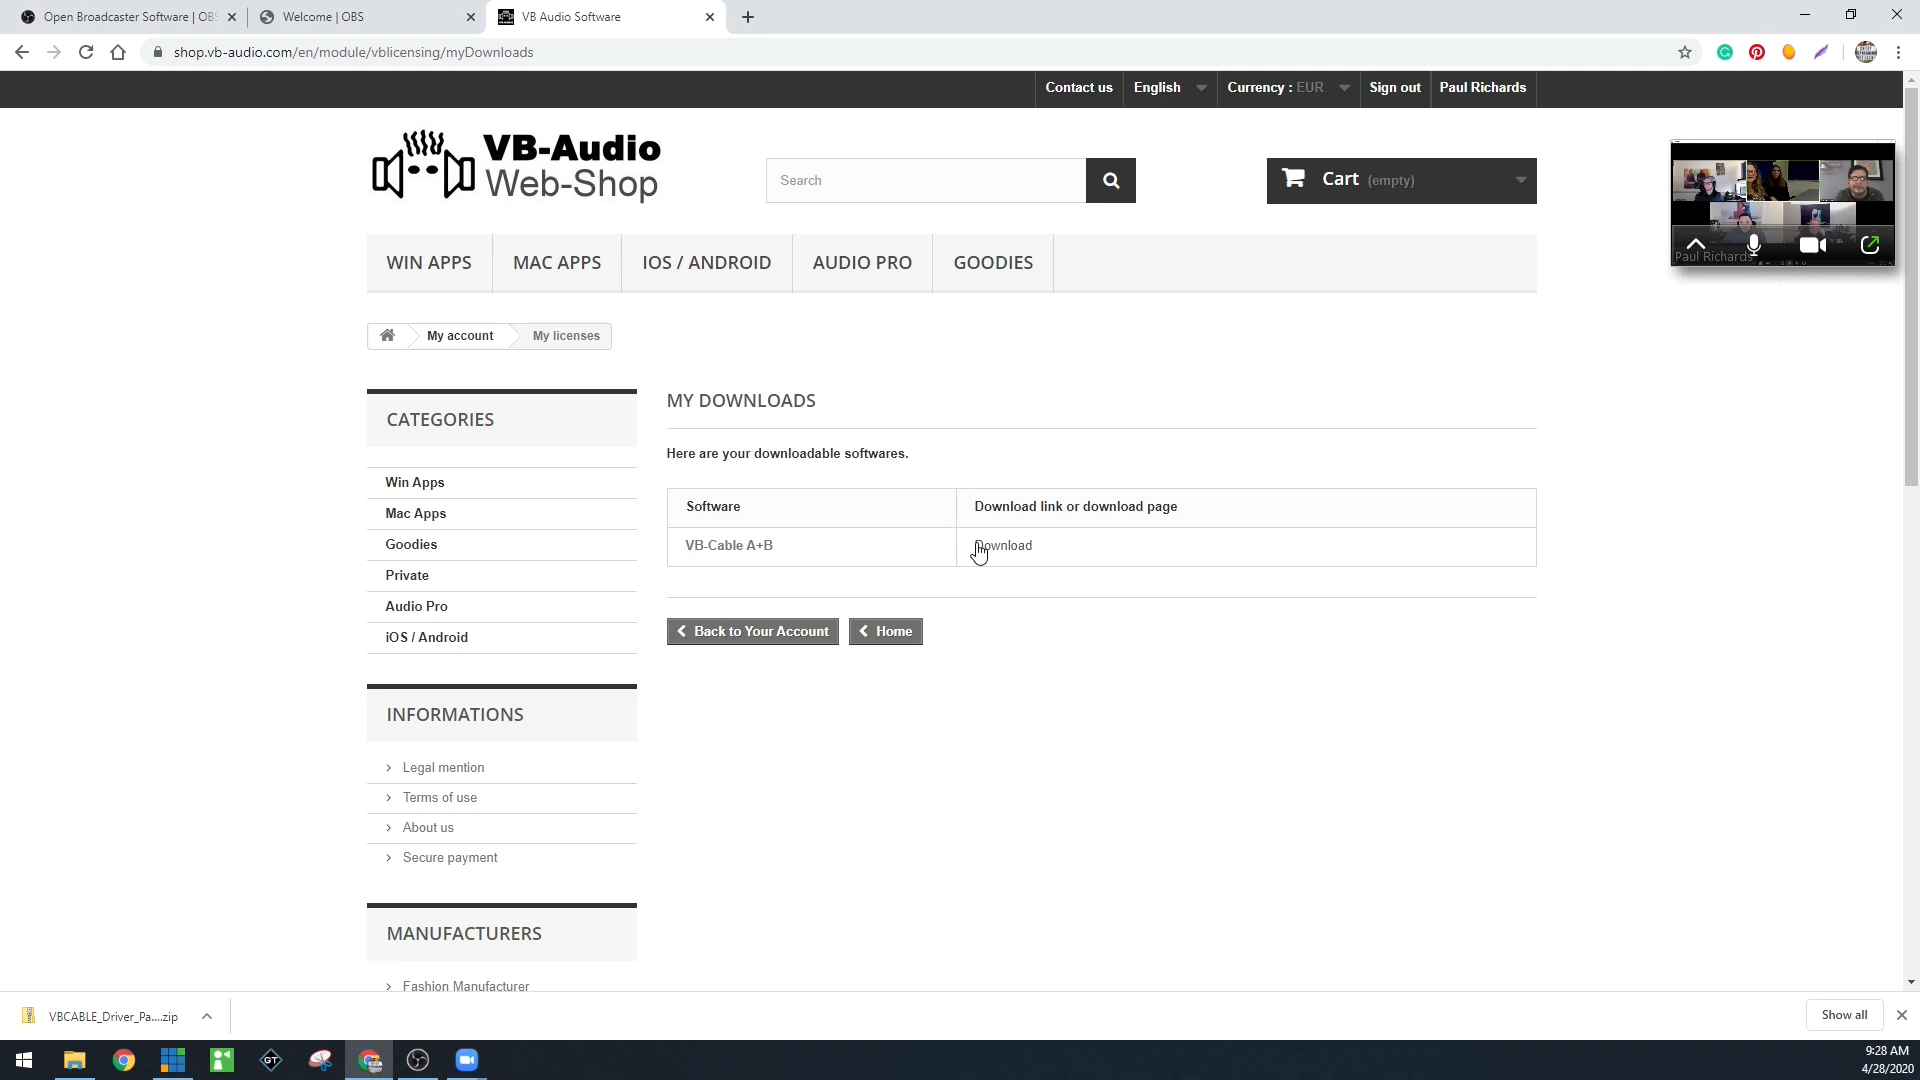 Open Broadcaster Software | OBS
Welcome | OBS
VB Audio Software
shop.vb-audio.com/en/module/vblicensing/myDownloads
Contact us
English
Currency : EUR
Sign out
Paul Richards
VB-Audio
Web-Shop
Search
Cart (empty)
Paul Richards
WIN APPS
MAC APPS
IOS / ANDROID
AUDIO PRO
GOODIES
My account
My licenses
CATEGORIES
Win Apps
Mac Apps
Goodies
Private
Audio Pro
iOS / Android
MY DOWNLOADS
Here are your downloadable softwares.
Software
Download link or download page
VB-Cable A+B
Download
Back to Your Account
Home
INFORMATIONS
Legal mention
Terms of use
About us
Secure payment
MANUFACTURERS
Fashion Manufacturer
VBCABLE_Driver_Pa....zip
Show all
GT
9:28 AM
4/28/2020